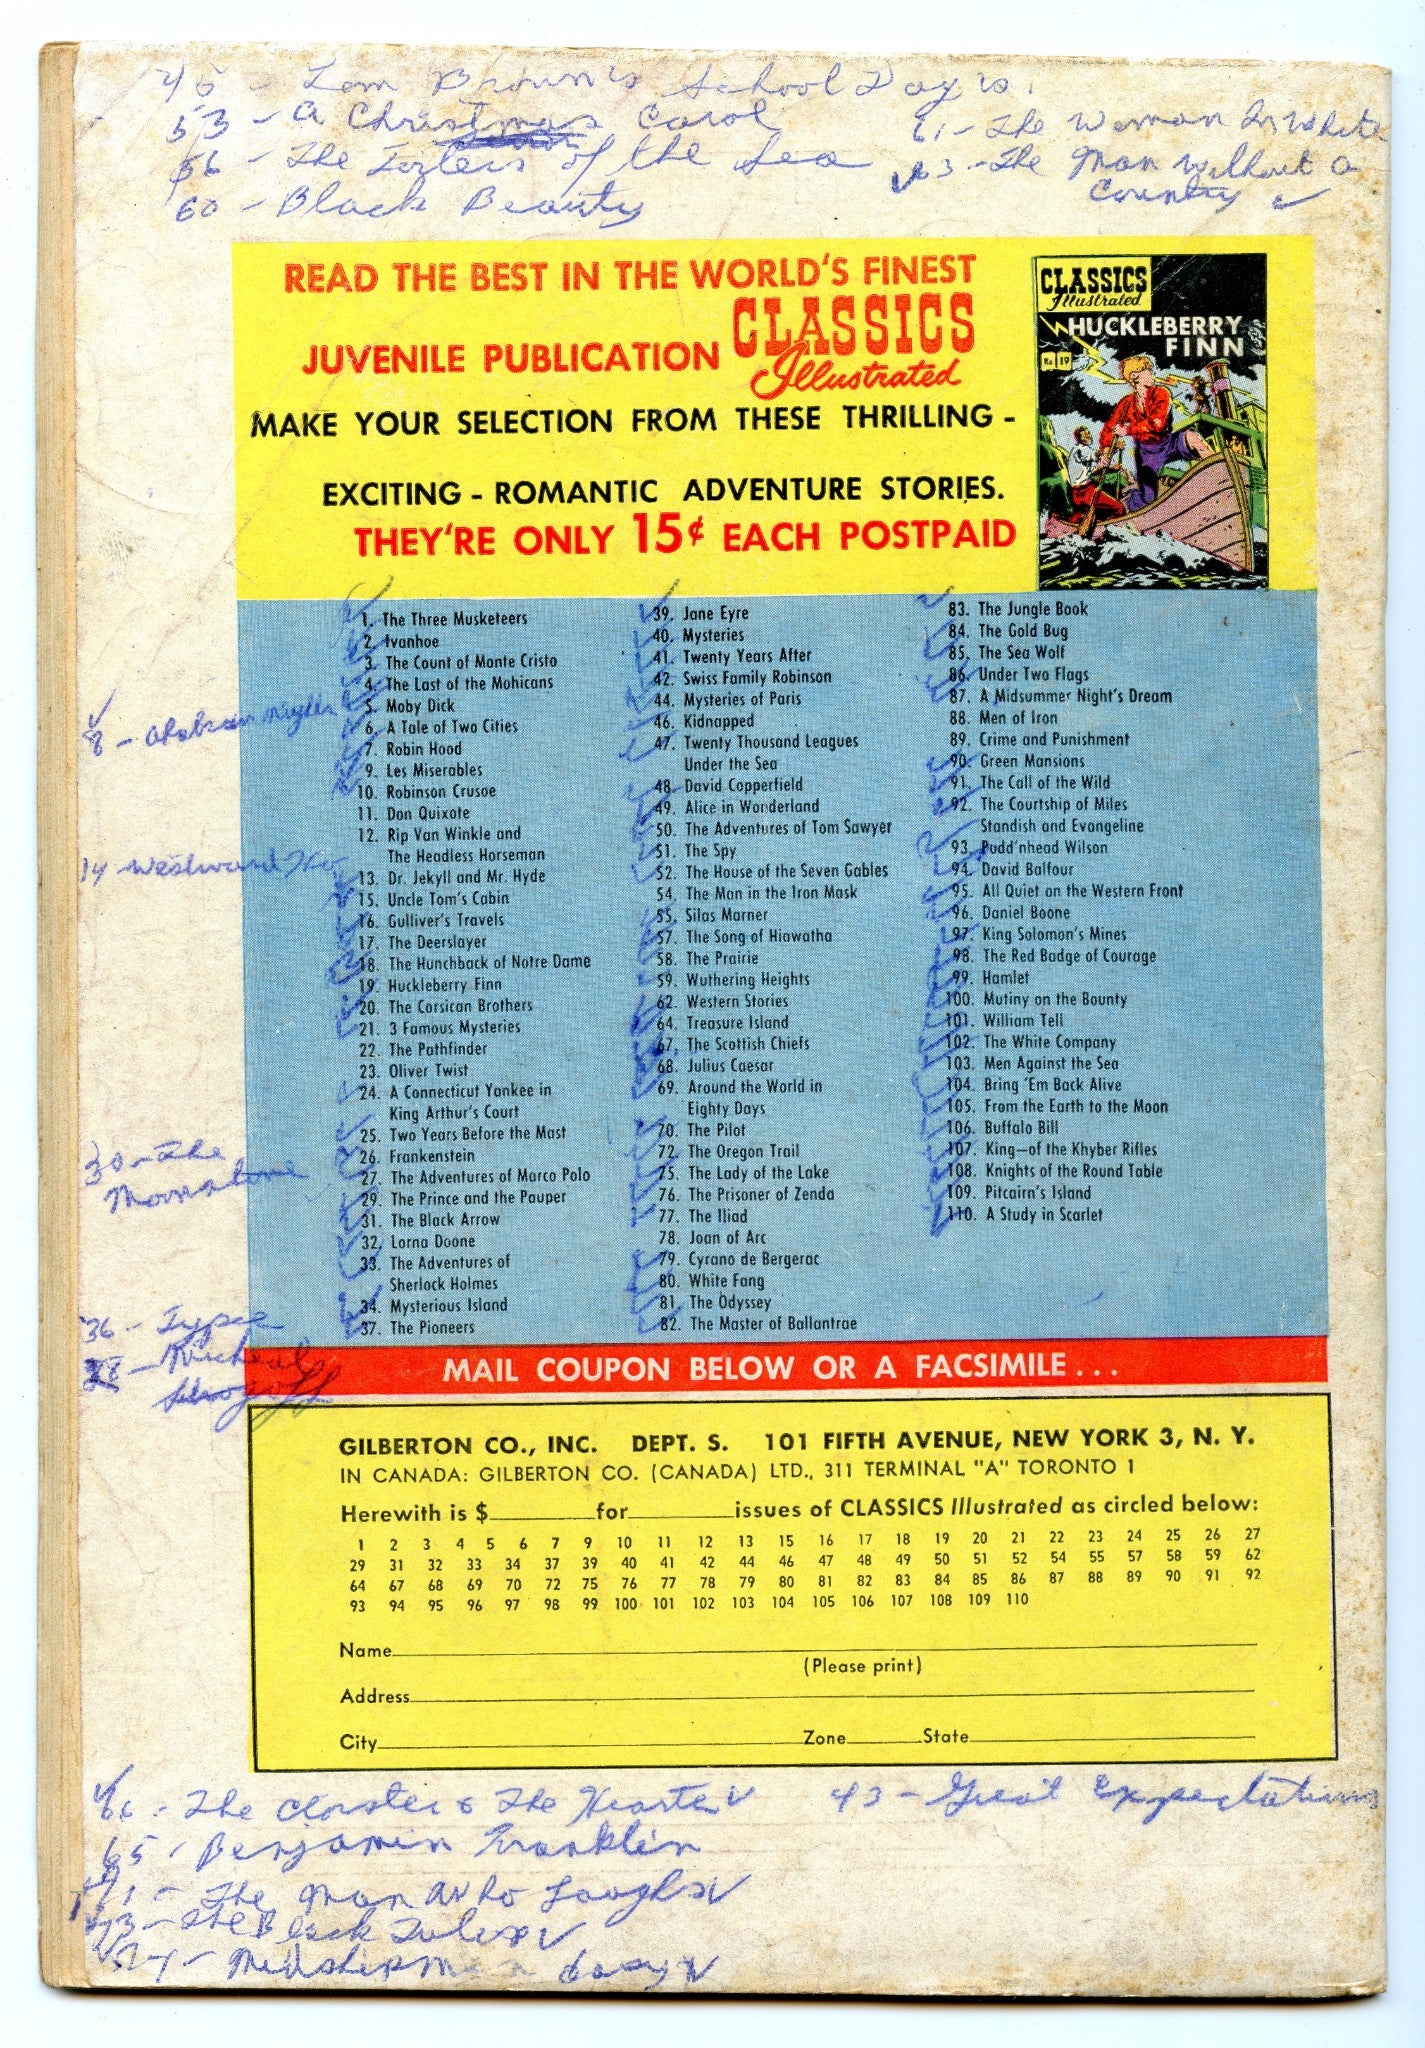 45 - Tom Brown's School Days.
53 - A Christmas Carol
56 - The Toilers of the Sea
60 - Black Beauty
61 - The Woman In White
63 - The Man Without a
Country ✓
READ THE BEST IN THE WORLD'S FINEST
JUVENILE PUBLICATION CLASSICS Illustrated
MAKE YOUR SELECTION FROM THESE THRILLING -
EXCITING - ROMANTIC ADVENTURE STORIES.
THEY'RE ONLY 15¢ EACH POSTPAID
CLASSICS
Illustrated
HUCKLEBERRY
FINN
No. 19
8 -
14 - Westward Ho
30 - The
Moonstone
36 - Typee
28 - Micheal
Strogoff
1. The Three Musketeers
2. Ivanhoe
3. The Count of Monte Cristo
4. The Last of the Mohicans
5. Moby Dick
6. A Tale of Two Cities
7. Robin Hood
9. Les Miserables
10. Robinson Crusoe
11. Don Quixote
12. Rip Van Winkle and
The Headless Horseman
13. Dr. Jekyll and Mr. Hyde
15. Uncle Tom's Cabin
16. Gulliver's Travels
17. The Deerslayer
18. The Hunchback of Notre Dame
19. Huckleberry Finn
20. The Corsican Brothers
21. 3 Famous Mysteries
22. The Pathfinder
23. Oliver Twist
24. A Connecticut Yankee in
King Arthur's Court
25. Two Years Before the Mast
26. Frankenstein
27. The Adventures of Marco Polo
29. The Prince and the Pauper
31. The Black Arrow
32. Lorna Doone
33. The Adventures of
Sherlock Holmes
34. Mysterious Island
37. The Pioneers
39. Jane Eyre
40. Mysteries
41. Twenty Years After
42. Swiss Family Robinson
44. Mysteries of Paris
46. Kidnapped
47. Twenty Thousand Leagues
Under the Sea
48. David Copperfield
49. Alice in Wonderland
50. The Adventures of Tom Sawyer
51. The Spy
52. The House of the Seven Gables
54. The Man in the Iron Mask
55. Silas Marner
57. The Song of Hiawatha
58. The Prairie
59. Wuthering Heights
62. Western Stories
64. Treasure Island
67. The Scottish Chiefs
68. Julius Caesar
69. Around the World in
Eighty Days
70. The Pilot
72. The Oregon Trail
75. The Lady of the Lake
76. The Prisoner of Zenda
77. The Iliad
78. Joan of Arc
79. Cyrano de Bergerac
80. White Fang
81. The Odyssey
82. The Master of Ballantrae
83. The Jungle Book
84. The Gold Bug
85. The Sea Wolf
86. Under Two Flags
87. A Midsummer Night's Dream
88. Men of Iron
89. Crime and Punishment
90. Green Mansions
91. The Call of the Wild
92. The Courtship of Miles
Standish and Evangeline
93. Pudd'nhead Wilson
94. David Balfour
95. All Quiet on the Western Front
96. Daniel Boone
97. King Solomon's Mines
98. The Red Badge of Courage
99. Hamlet
100. Mutiny on the Bounty
101. William Tell
102. The White Company
103. Men Against the Sea
104. Bring 'Em Back Alive
105. From the Earth to the Moon
106. Buffalo Bill
107. King—of the Khyber Rifles
108. Knights of the Round Table
109. Pitcairn's Island
110. A Study in Scarlet
MAIL COUPON BELOW OR A FACSIMILE...
GILBERTON CO., INC. DEPT. S. 101 FIFTH AVENUE, NEW YORK 3, N. Y.
IN CANADA: GILBERTON CO. (CANADA) LTD., 311 TERMINAL "A" TORONTO 1
Herewith is $ for issues of CLASSICS Illustrated as circled below:
1 2 3 4 5 6 7 9 10 11 12 13 15 16 17 18 19 20 21 22 23 24 25 26 27
29 31 32 33 34 37 39 40 41 42 44 46 47 48 49 50 51 52 54 55 57 58 59 62
64 67 68 69 70 72 75 76 77 78 79 80 81 82 83 84 85 86 87 88 89 90 91 92
93 94 95 96 97 98 99 100 101 102 103 104 105 106 107 108 109 110
Name
(Please print)
Address
City Zone State
66 - The Cloister & The Hearte ✓
43 - Great Expectations
65 - Benjamin Franklin
71 - The Man Who Laughs ✓
73 - The Black Tulip ✓
74 - Midshipman Easy ✓